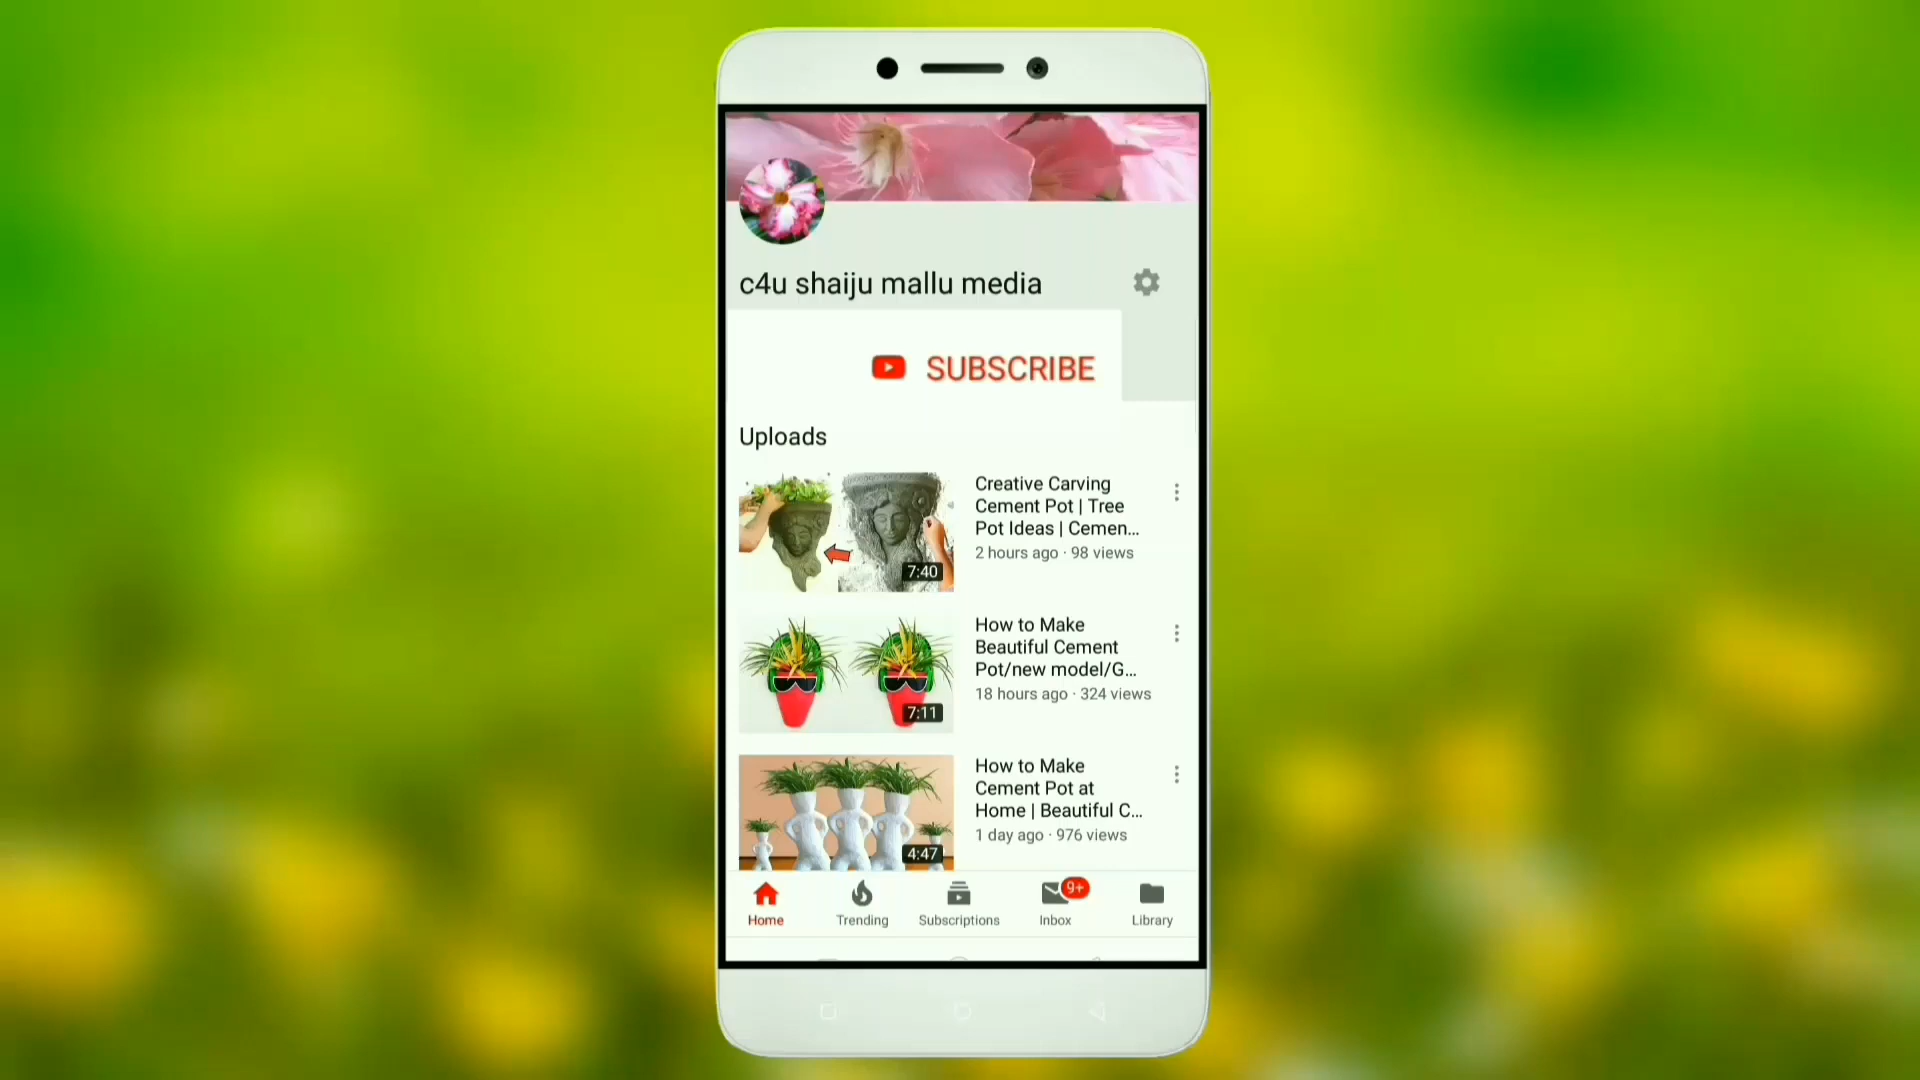 c4u shaiju mallu media
SUBSCRIBE
Uploads
Creative Carving
Cement Pot | Tree
Pot Ideas | Cemen...
2 hours ago · 98 views
7:40
How to Make
Beautiful Cement
Pot/new model/G...
18 hours ago · 324 views
7:11
How to Make
Cement Pot at
Home | Beautiful C...
1 day ago · 976 views
4:47
9+
Home Trending Subscriptions Inbox Library